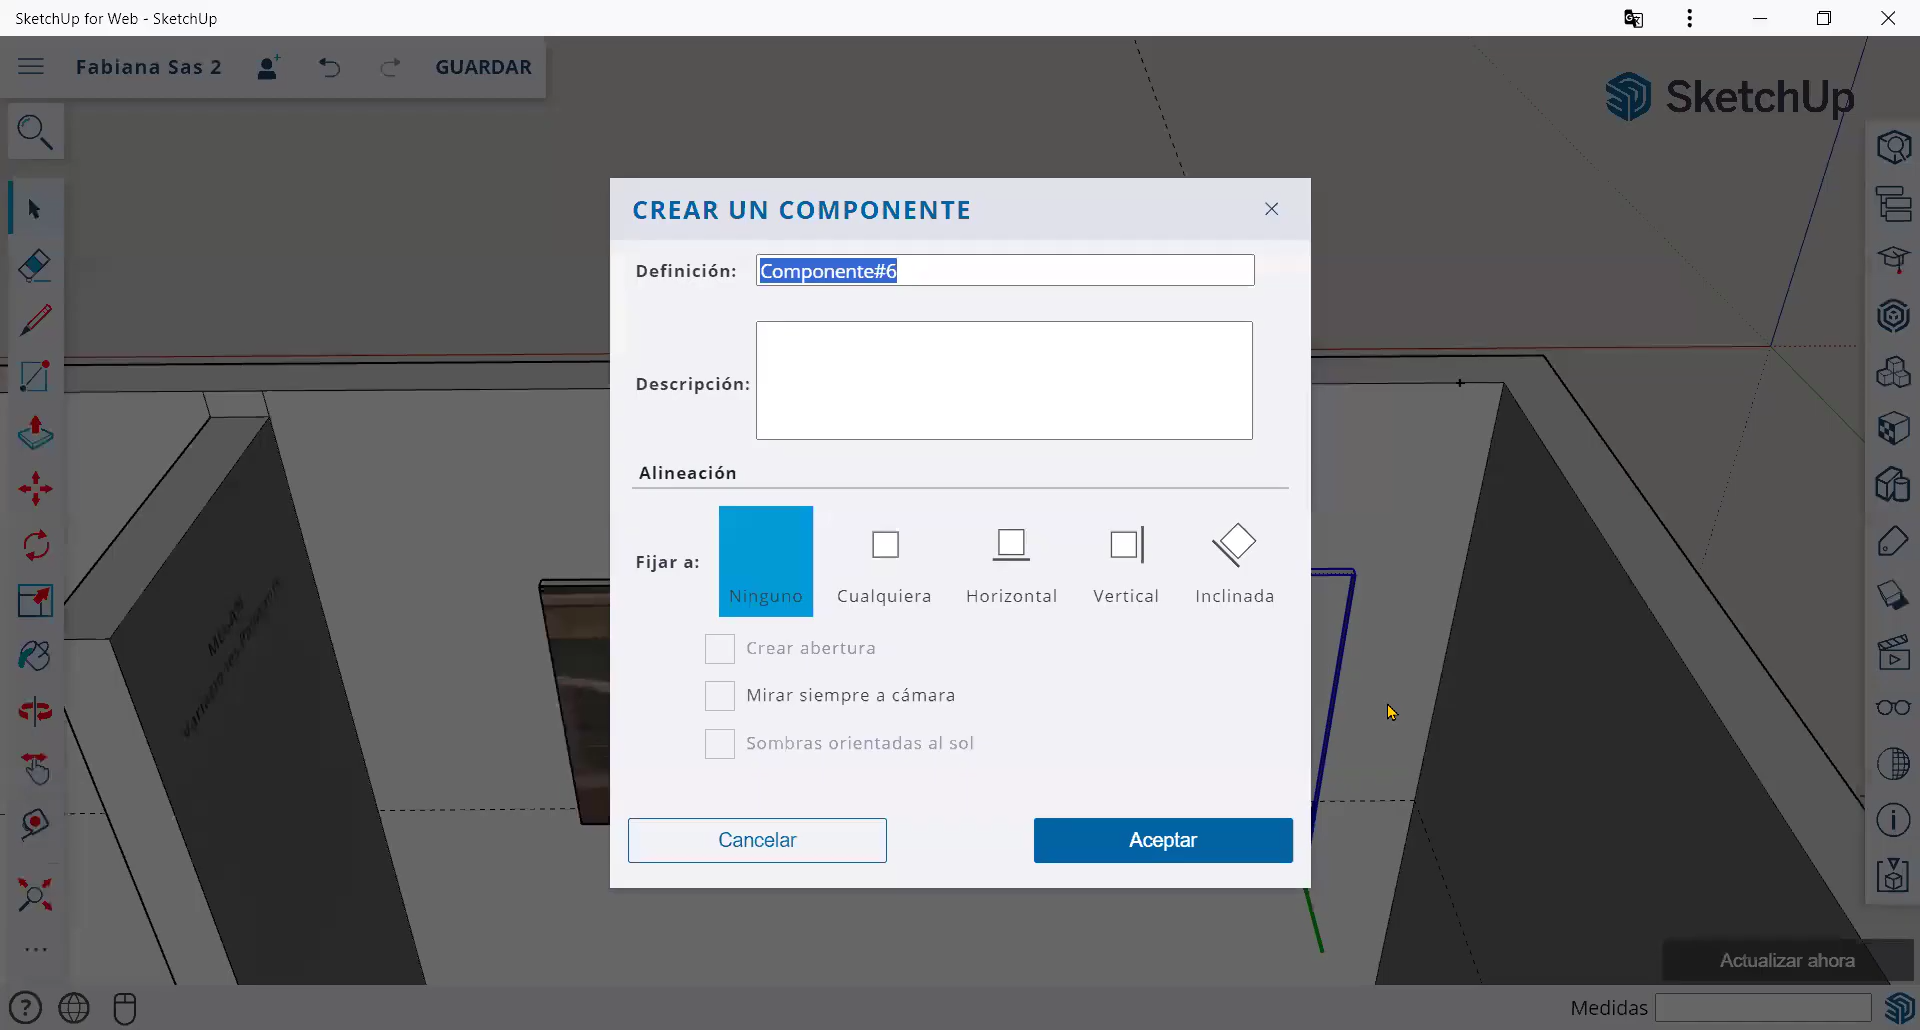 SketchUp for Web - SketchUp
Fabiana Sas 2
GUARDAR
SketchUp
CREAR UN COMPONENTE
Definición: Componente#6
Descripción:
Alineación
Fijar a:
Ninguno Cualquiera Horizontal Vertical Inclinada
Crear abertura
Mirar siempre a cámara
Sombras orientadas al sol
Cancelar Aceptar
Actualizar ahora
Medidas